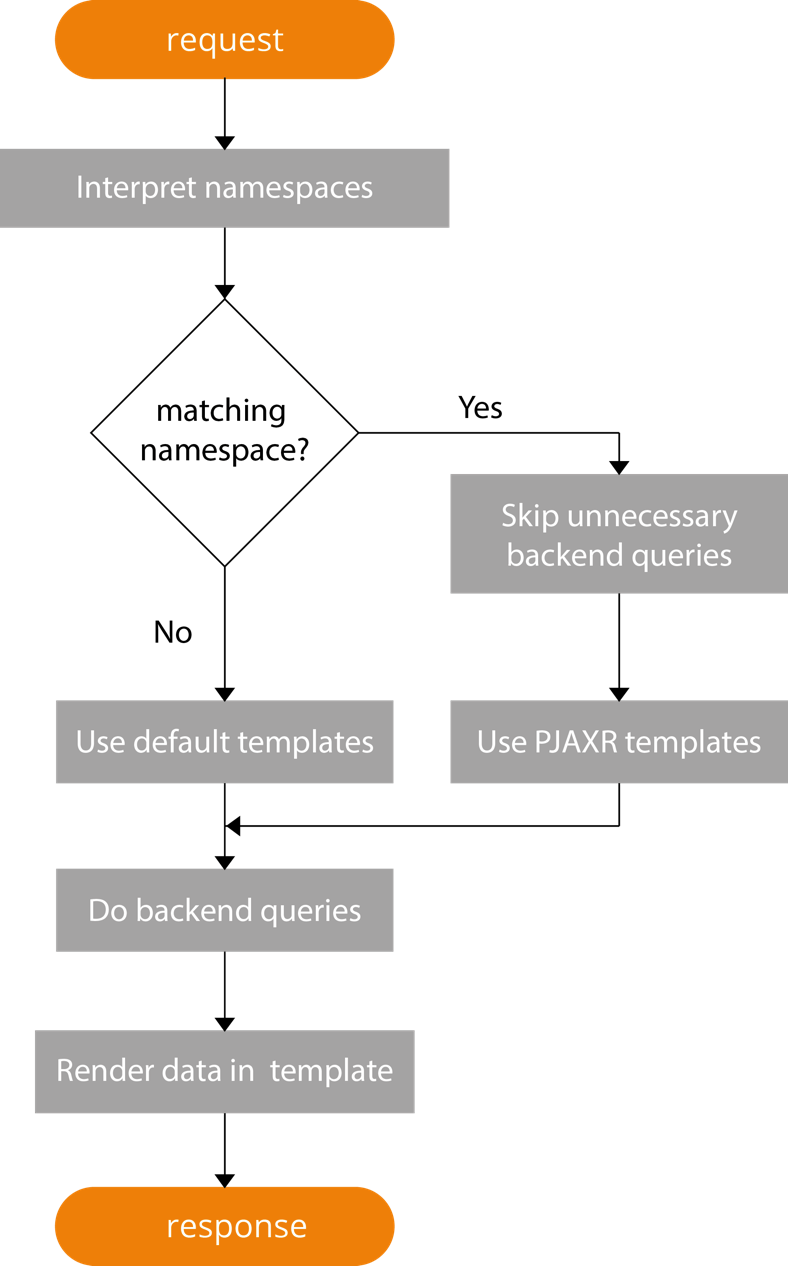 request
Interpret namespaces
matching
namespace?
Yes
Skip unnecessary
backend queries
No
Use default templates
Use PJAXR templates
Do backend queries
Render data in  template
response